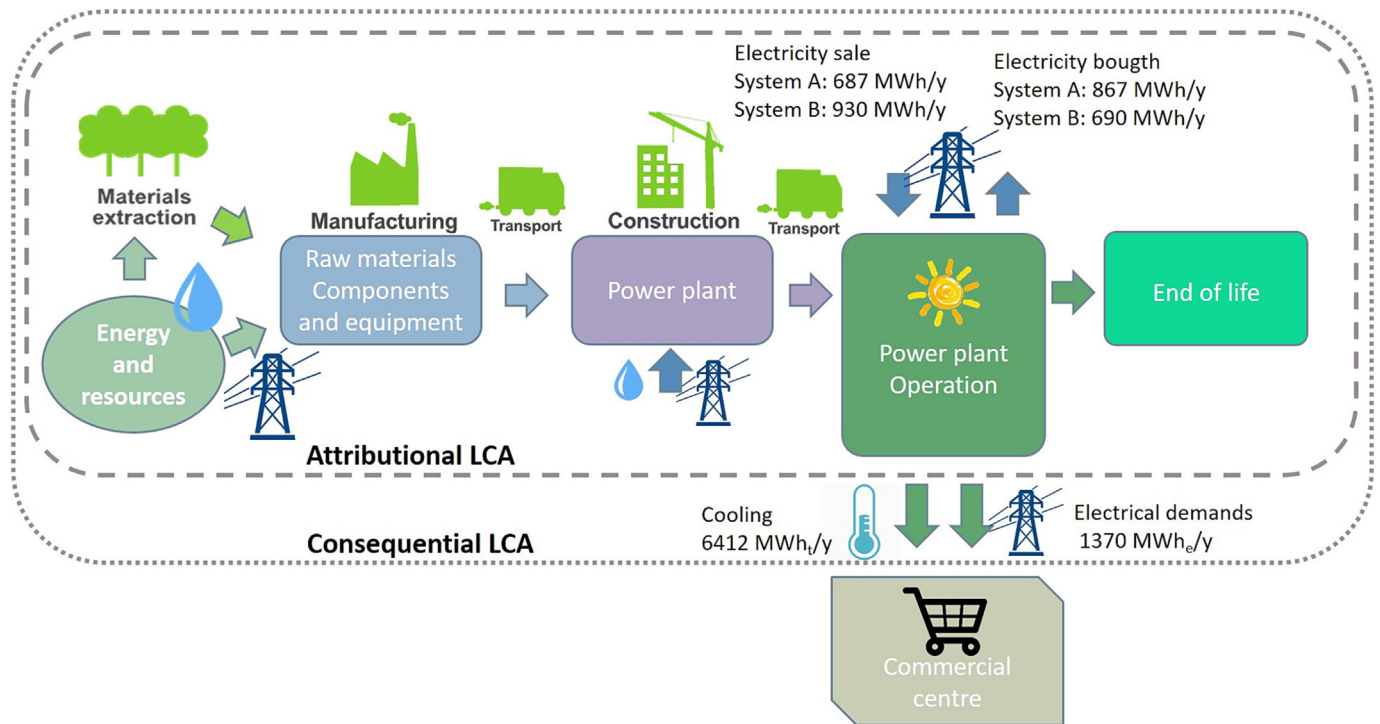 Electricity sale
System A: 687 MWh/y
System B: 930 MWh/y
Electricity bougth
System A: 867 MWh/y
System B: 690 MWh/y
Materials
extraction
Manufacturing
Transport
Construction
Transport
Raw materials
Components
and equipment
Power plant
Power plant
Operation
End of life
Energy
and
resources
Attributional LCA
Consequential LCA
Cooling
6412 MWhₜ/y
Electrical demands
1370 MWhₑ/y
Commercial
centre